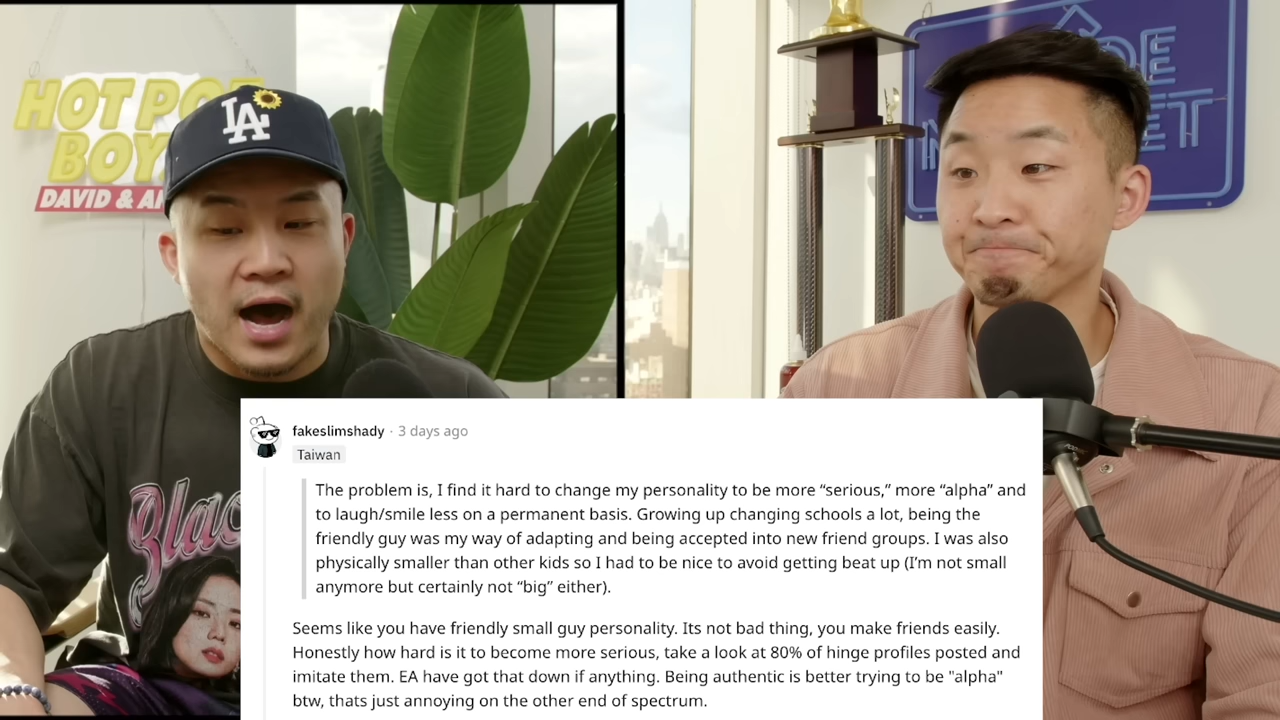 HOT POT
BOYS
DAVID &
LA
fakeslimshady · 3 days ago
Taiwan
The problem is, I find it hard to change my personality to be more “serious,” more “alpha” and
to laugh/smile less on a permanent basis. Growing up changing schools a lot, being the
friendly guy was my way of adapting and being accepted into new friend groups. I was also
physically smaller than other kids so I had to be nice to avoid getting beat up (I’m not small
anymore but certainly not “big” either).
Seems like you have friendly small guy personality. Its not bad thing, you make friends easily.
Honestly how hard is it to become more serious, take a look at 80% of hinge profiles posted and
imitate them. EA have got that down if anything. Being authentic is better trying to be "alpha"
btw, thats just annoying on the other end of spectrum.